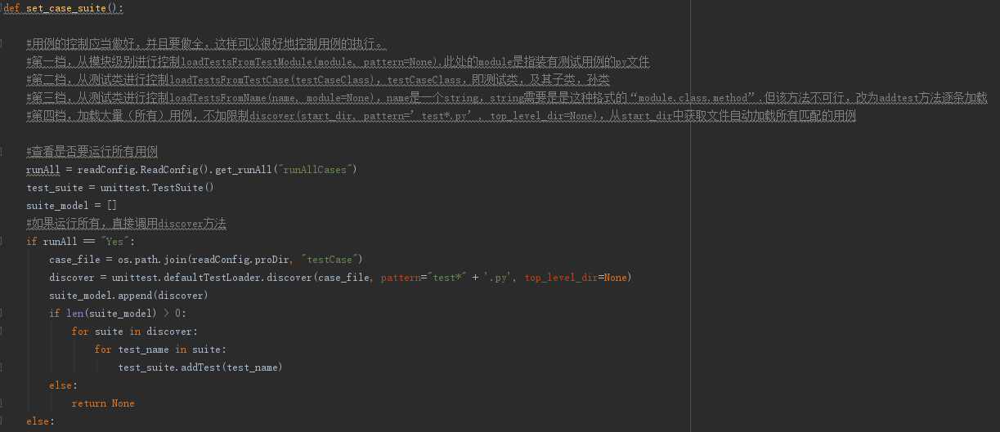 def set_case_suite():
#用例的控制应当做好，并且要做全，这样可以很好地控制用例的执行。
#第一档，从模块级别进行控制loadTestsFromTestModule(module, pattern=None).此处的module是指装有测试用例的py文件
#第二档，从测试类进行控制loadTestsFromTestCase(testCaseClass)，testCaseClass，即测试类，及其子类，孙类
#第三档，从测试类进行控制loadTestsFromName(name, module=None)，name是一个string，string需要是是这种格式的“module.class.method”.但该方法不可行，改为addtest方法逐条加载
#第四档，加载大量（所有）用例，不加限制discover(start_dir, pattern=’test*.py’, top_level_dir=None)，从start_dir中获取文件自动加载所有匹配的用例
#查看是否要运行所有用例
runAll = readConfig.ReadConfig().get_runAll("runAllCases")
test_suite = unittest.TestSuite()
suite_model = []
#如果运行所有，直接调用discover方法
if runAll == "Yes":
case_file = os.path.join(readConfig.proDir, "testCase")
discover = unittest.defaultTestLoader.discover(case_file, pattern="test*" + '.py', top_level_dir=None)
suite_model.append(discover)
if len(suite_model) > 0:
for suite in discover:
for test_name in suite:
test_suite.addTest(test_name)
else:
return None
else: